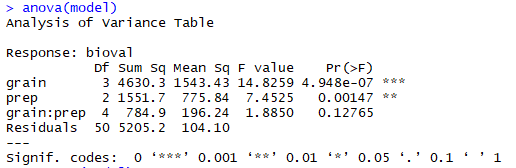 > anova(model)
Analysis of Variance Table
Response: bioval
Df Sum Sq Mean Sq F value Pr(>F)
grain 3 4630.3 1543.43 14.8259 4.948e-07 ***
prep 2 1551.7 775.84 7.4525 0.00147 **
grain:prep 4 784.9 196.24 1.8850 0.12765
Residuals 50 5205.2 104.10
---
Signif. codes: 0 ‘***’ 0.001 ‘**’ 0.01 ‘*’ 0.05 ‘.’ 0.1 ‘ ’ 1